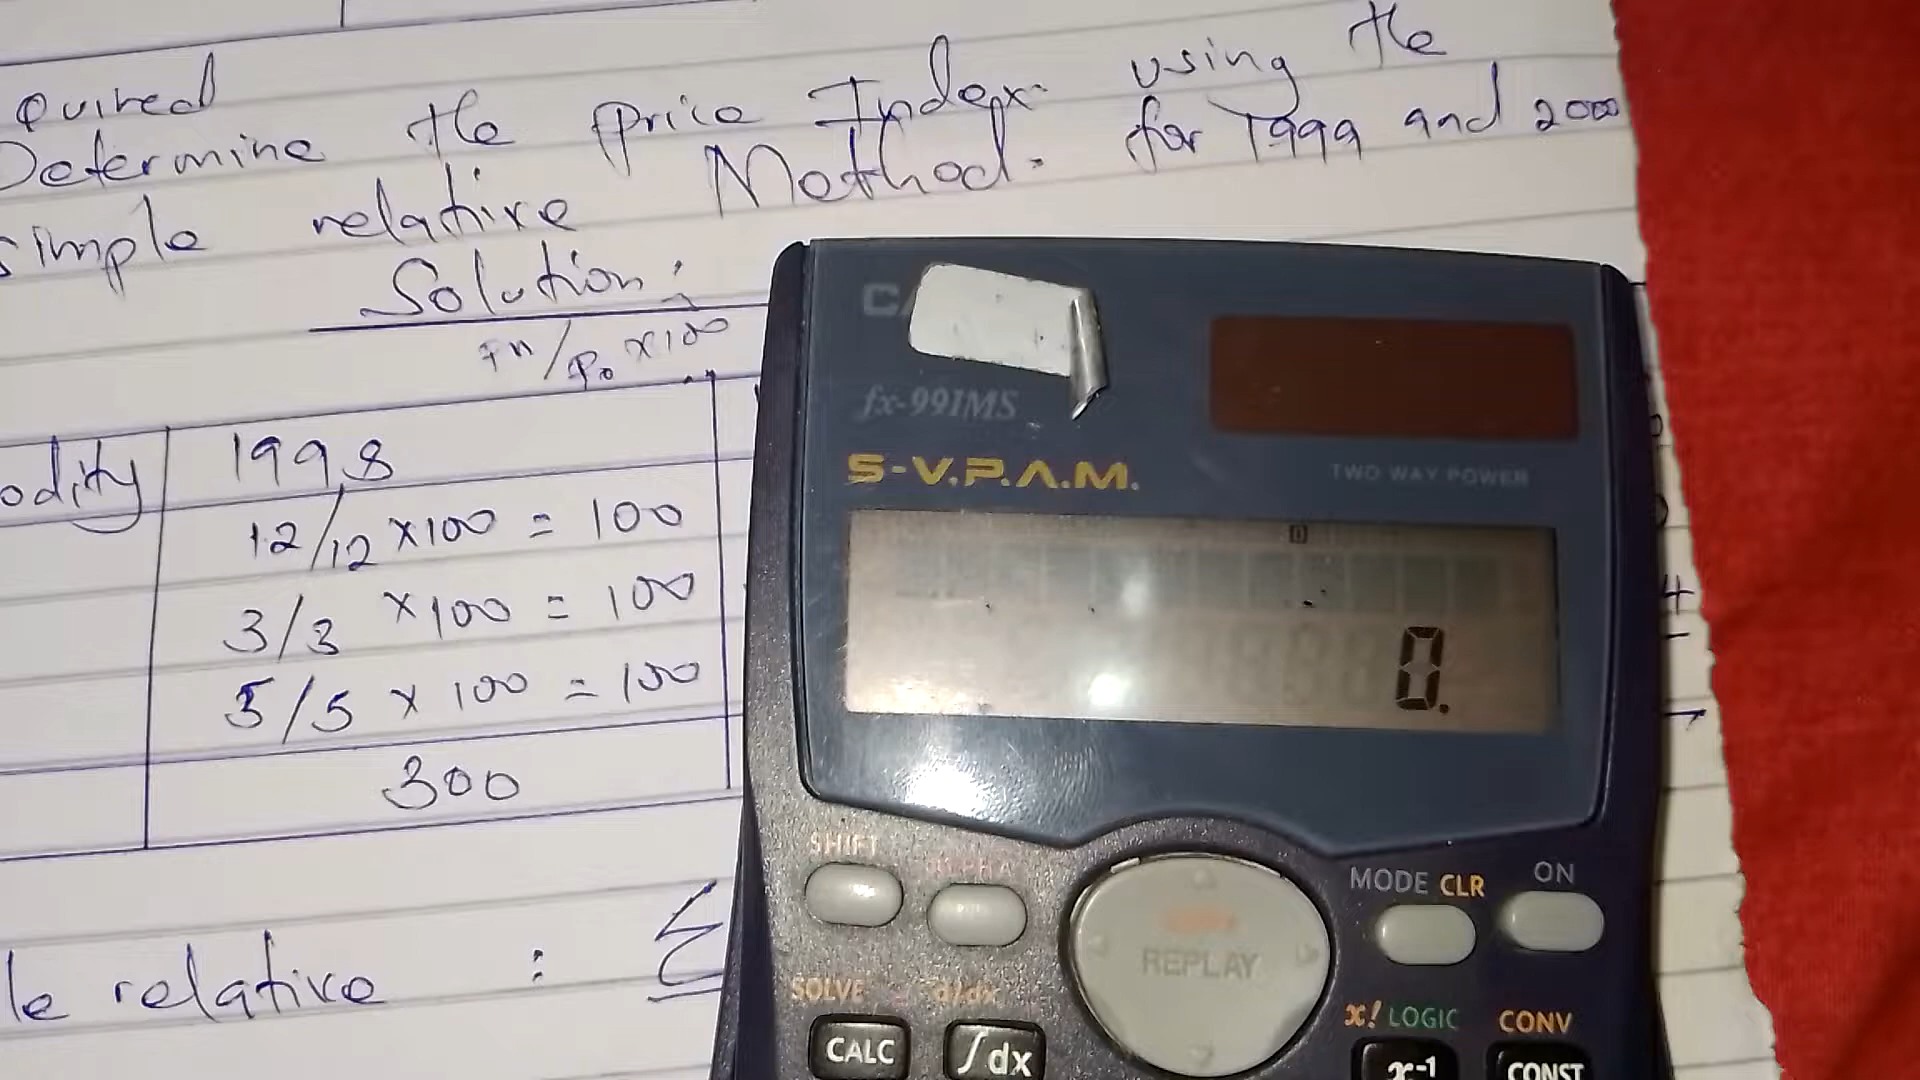 quired
Determine the price Index using the
simple relative Method. for 1999 and 2000
Solution:
Pn/Po x100
odity 1998
12/12 x100 = 100
3/3 x100 = 100
5/5 x 100 = 100
300
le relative : Σ
CA
fx-991MS
S-V.P.A.M.
TWO WAY POWER
D
0.
SHIFT ALPHA
MODE CLR ON
REPLAY
SOLVE d/dx
x! LOGIC CONV
CALC ∫dx
x-1 CONST